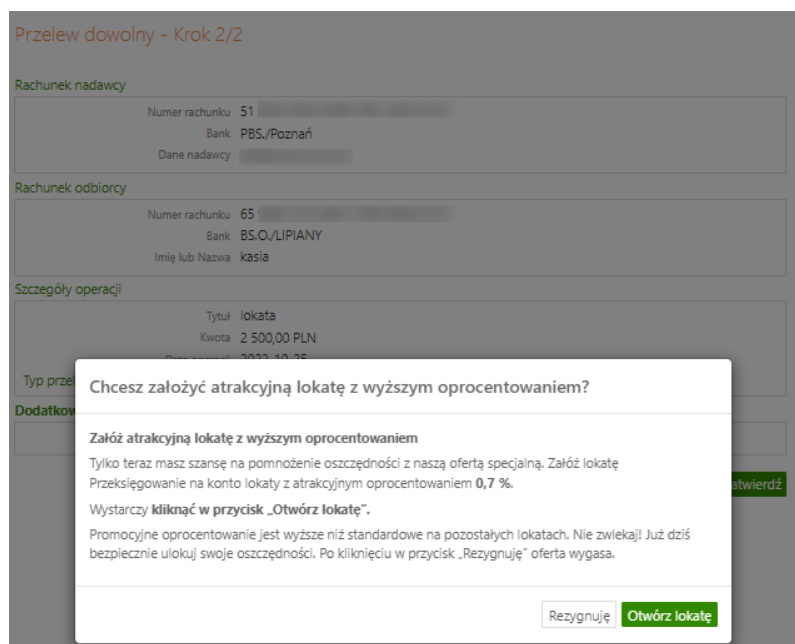 Przelew dowolny - Krok 2/2
Rachunek nadawcy
Numer rachunku 51
Bank PBS./Poznań
Dane nadawcy
Rachunek odbiorcy
Numer rachunku 65
Bank BS.O./LIPIANY
Imię lub Nazwa kasia
Szczegóły operacji
Tytuł lokata
Kwota 2 500,00 PLN
Typ
Chcesz założyć atrakcyjną lokatę z wyższym oprocentowaniem?
Załóż atrakcyjną lokatę z wyższym oprocentowaniem
Tylko teraz masz szansę na pomnożenie oszczędności z naszą ofertą specjalną. Załóż lokatę
Przeksięgowanie na konto lokaty z atrakcyjnym oprocentowaniem 0,7 %.
Wystarczy kliknąć w przycisk „Otwórz lokatę”.
Promocyjne oprocentowanie jest wyższe niż standardowe na pozostałych lokatach. Nie zwlekaj! Już dziś
bezpiecznie ulokuj swoje oszczędności. Po kliknięciu w przycisk „Rezygnuję” oferta wygasa.
Rezygnuję Otwórz lokatę